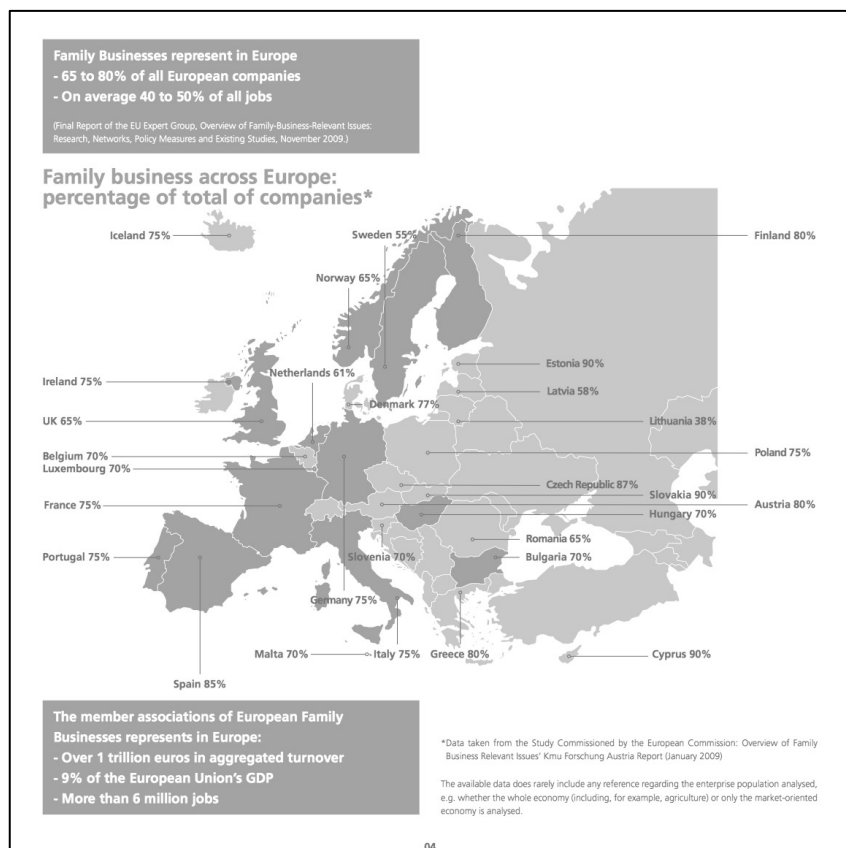 Family Businesses represent in Europe
- 65 to 80% of all European companies
- On average 40 to 50% of all jobs
(Final Report of the EU Expert Group, Overview of Family-Business-Relevant Issues:
Research, Networks, Policy Measures and Existing Studies, November 2009.)
Family business across Europe:
percentage of total of companies*
Iceland 75%
Sweden 55%
Finland 80%
Norway 65%
Netherlands 61%
Estonia 90%
Ireland 75%
Latvia 58%
Denmark 77%
UK 65%
Lithuania 38%
Belgium 70%
Poland 75%
Luxembourg 70%
Czech Republic 87%
Slovakia 90%
France 75%
Austria 80%
Hungary 70%
Romania 65%
Portugal 75%
Slovenia 70%
Bulgaria 70%
Germany 75%
Malta 70%
Italy 75%
Greece 80%
Cyprus 90%
Spain 85%
The member associations of European Family
Businesses represents in Europe:
- Over 1 trillion euros in aggregated turnover
- 9% of the European Union's GDP
- More than 6 million jobs
*Data taken from the Study Commissioned by the European Commission: Overview of Family
Business Relevant Issues' Kmu Forschung Austria Report (January 2009)
The available data does rarely include any reference regarding the enterprise population analysed,
e.g. whether the whole economy (including, for example, agriculture) or only the market-oriented
economy is analysed.
04